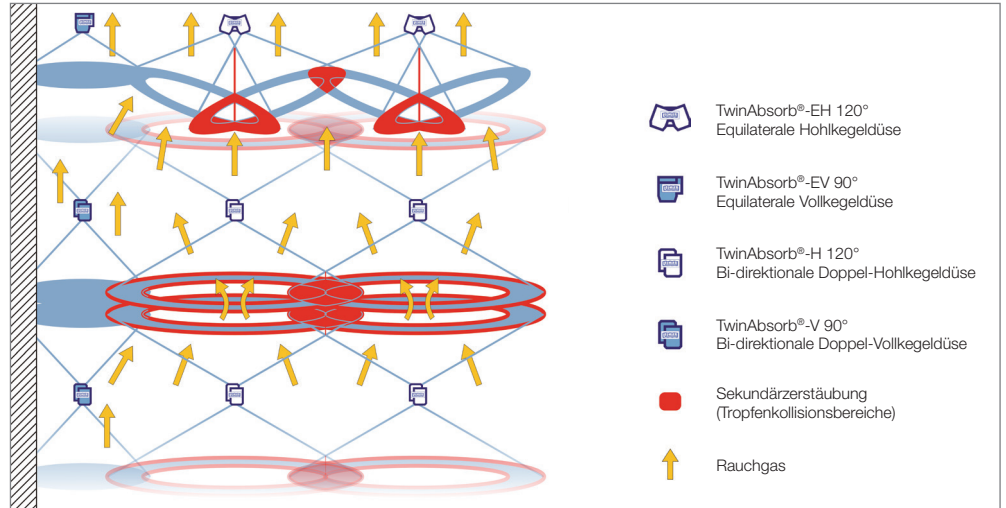 TwinAbsorb®-EH 120°
Equilaterale Hohlkegeldüse
TwinAbsorb®-EV 90°
Equilaterale Vollkegeldüse
TwinAbsorb®-H 120°
Bi-direktionale Doppel-Hohlkegeldüse
TwinAbsorb®-V 90°
Bi-direktionale Doppel-Vollkegeldüse
Sekundärzerstäubung
(Tropfenkollisionsbereiche)
Rauchgas